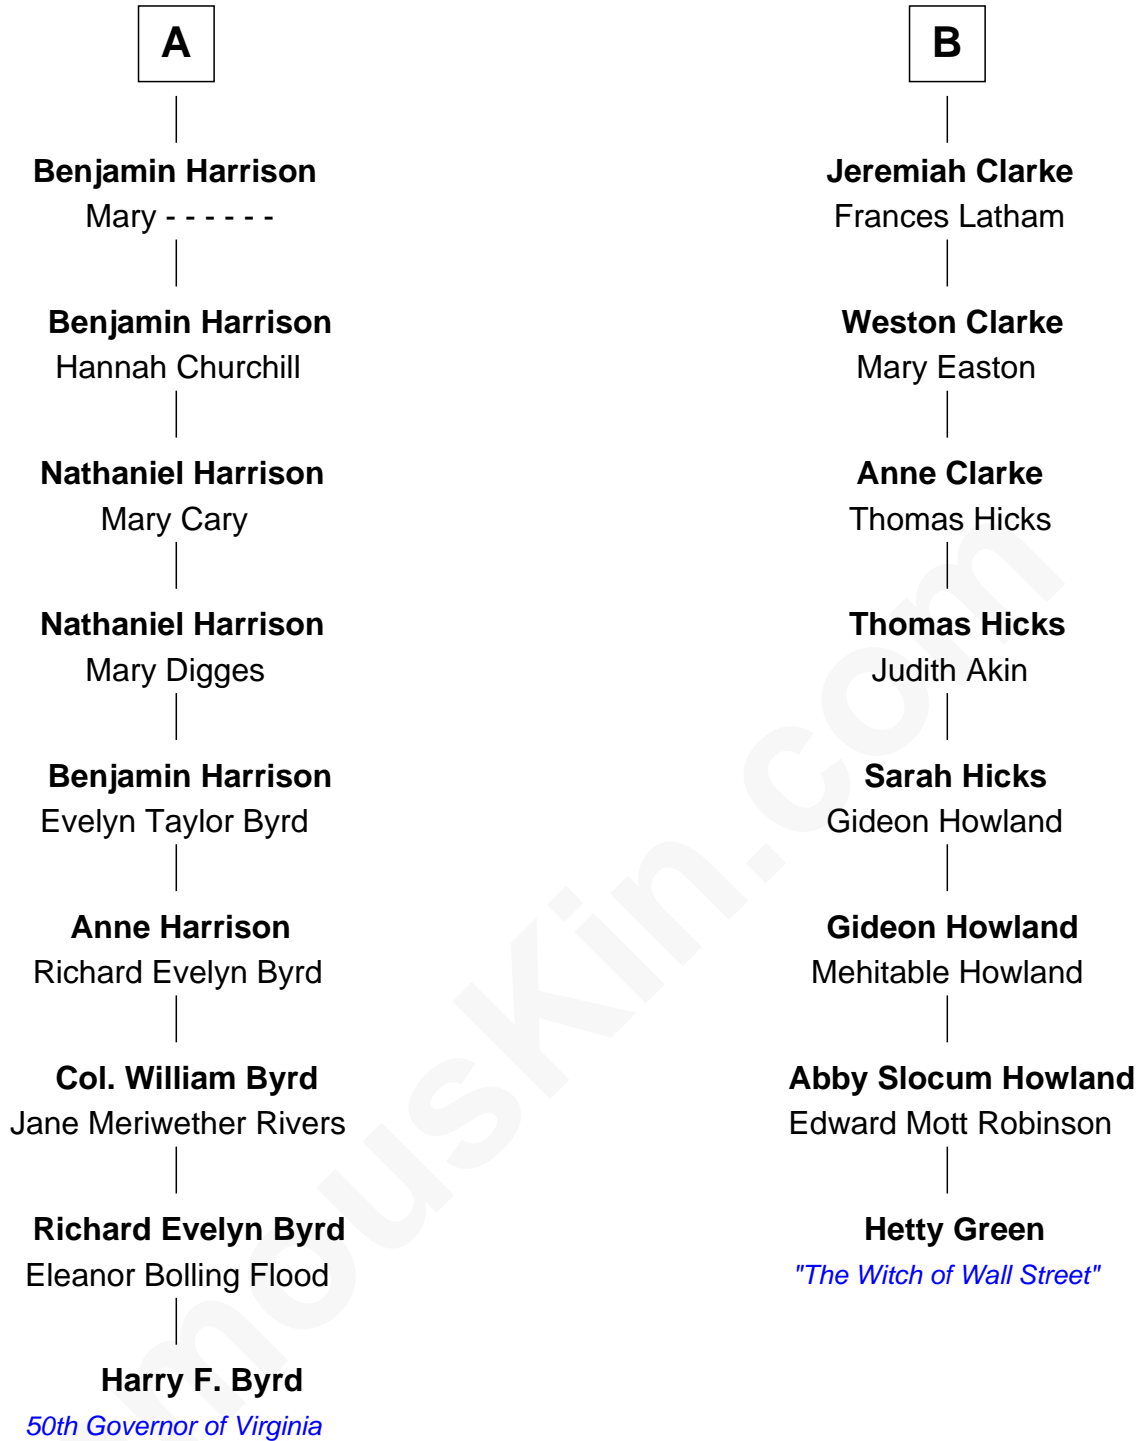 A
Benjamin Harrison
Mary - - - - - -
Benjamin Harrison
Hannah Churchill
Nathaniel Harrison
Mary Cary
Nathaniel Harrison
Mary Digges
Benjamin Harrison
Evelyn Taylor Byrd
Anne Harrison
Richard Evelyn Byrd
Col. William Byrd
Jane Meriwether Rivers
Richard Evelyn Byrd
Eleanor Bolling Flood
Harry F. Byrd
50th Governor of Virginia
B
Jeremiah Clarke
Frances Latham
Weston Clarke
Mary Easton
Anne Clarke
Thomas Hicks
Thomas Hicks
Judith Akin
Sarah Hicks
Gideon Howland
Gideon Howland
Mehitable Howland
Abby Slocum Howland
Edward Mott Robinson
Hetty Green
"The Witch of Wall Street"
mousKin.com